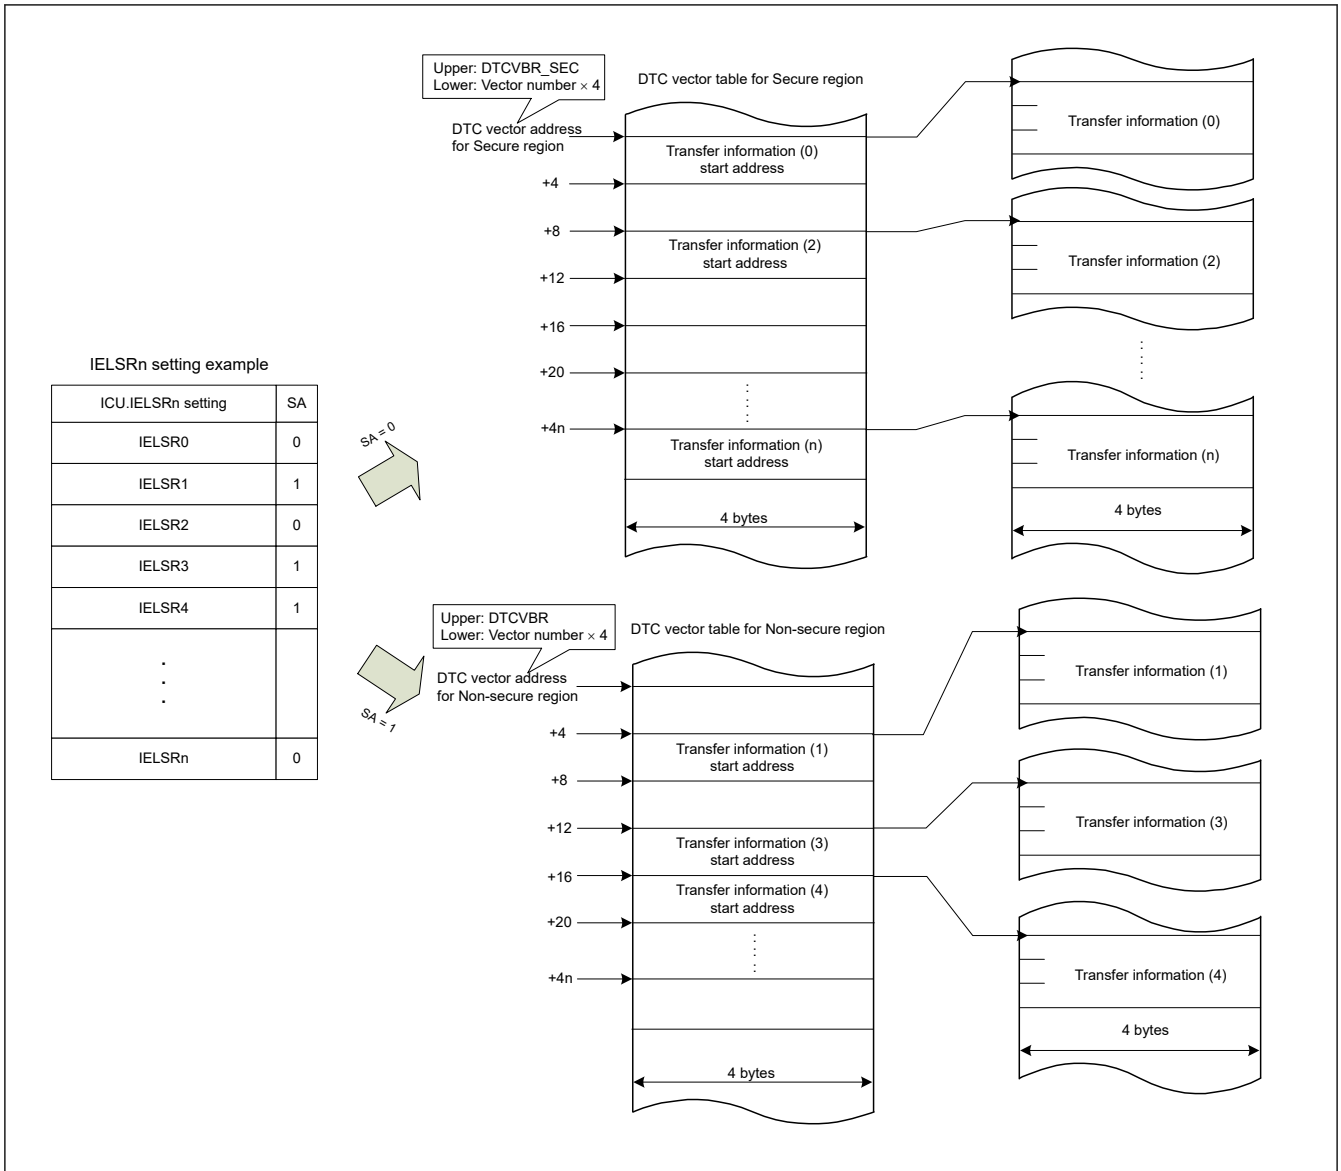 Upper: DTCVBR_SEC
Lower: Vector number × 4
DTC vector table for Secure region
DTC vector address
for Secure region
Transfer information (0)
start address
+4
+8
Transfer information (2)
start address
+12
+16
+20
+4n
Transfer information (n)
start address
4 bytes
Transfer information (0)
Transfer information (2)
Transfer information (n)
4 bytes
IELSRn setting example
ICU.IELSRn setting SA
IELSR0 0
IELSR1 1
IELSR2 0
IELSR3 1
IELSR4 1
IELSRn 0
SA = 0
SA = 1
Upper: DTCVBR
Lower: Vector number × 4
DTC vector table for Non-secure region
DTC vector address
for Non-secure region
+4
Transfer information (1)
start address
+8
+12
Transfer information (3)
start address
+16
Transfer information (4)
start address
+20
+4n
4 bytes
Transfer information (1)
Transfer information (3)
Transfer information (4)
4 bytes